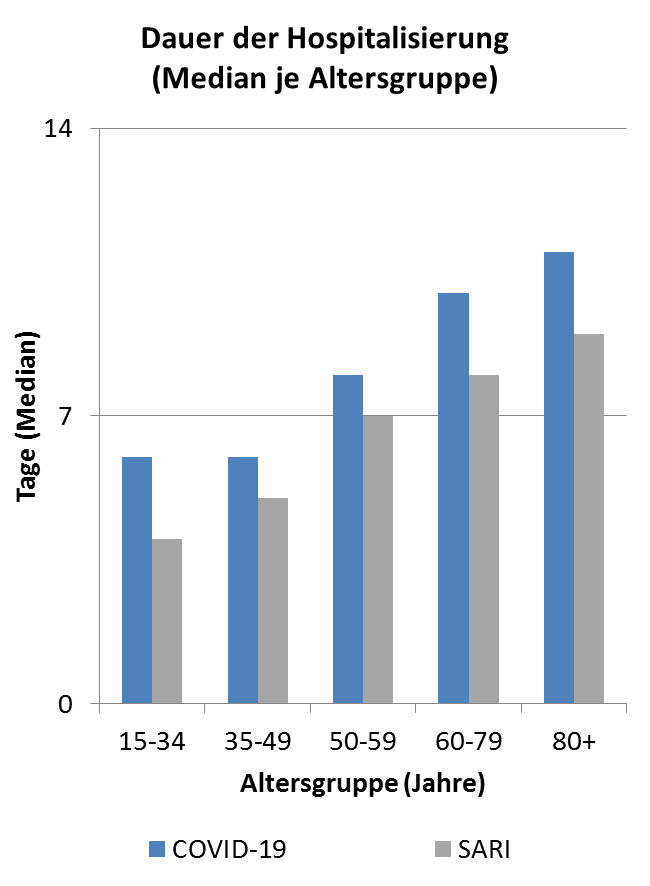 Dauer der Hospitalisierung
(Median je Altersgruppe)
14
7
0
Tage (Median)
15-34 35-49 50-59 60-79 80+
Altersgruppe (Jahre)
COVID-19 SARI